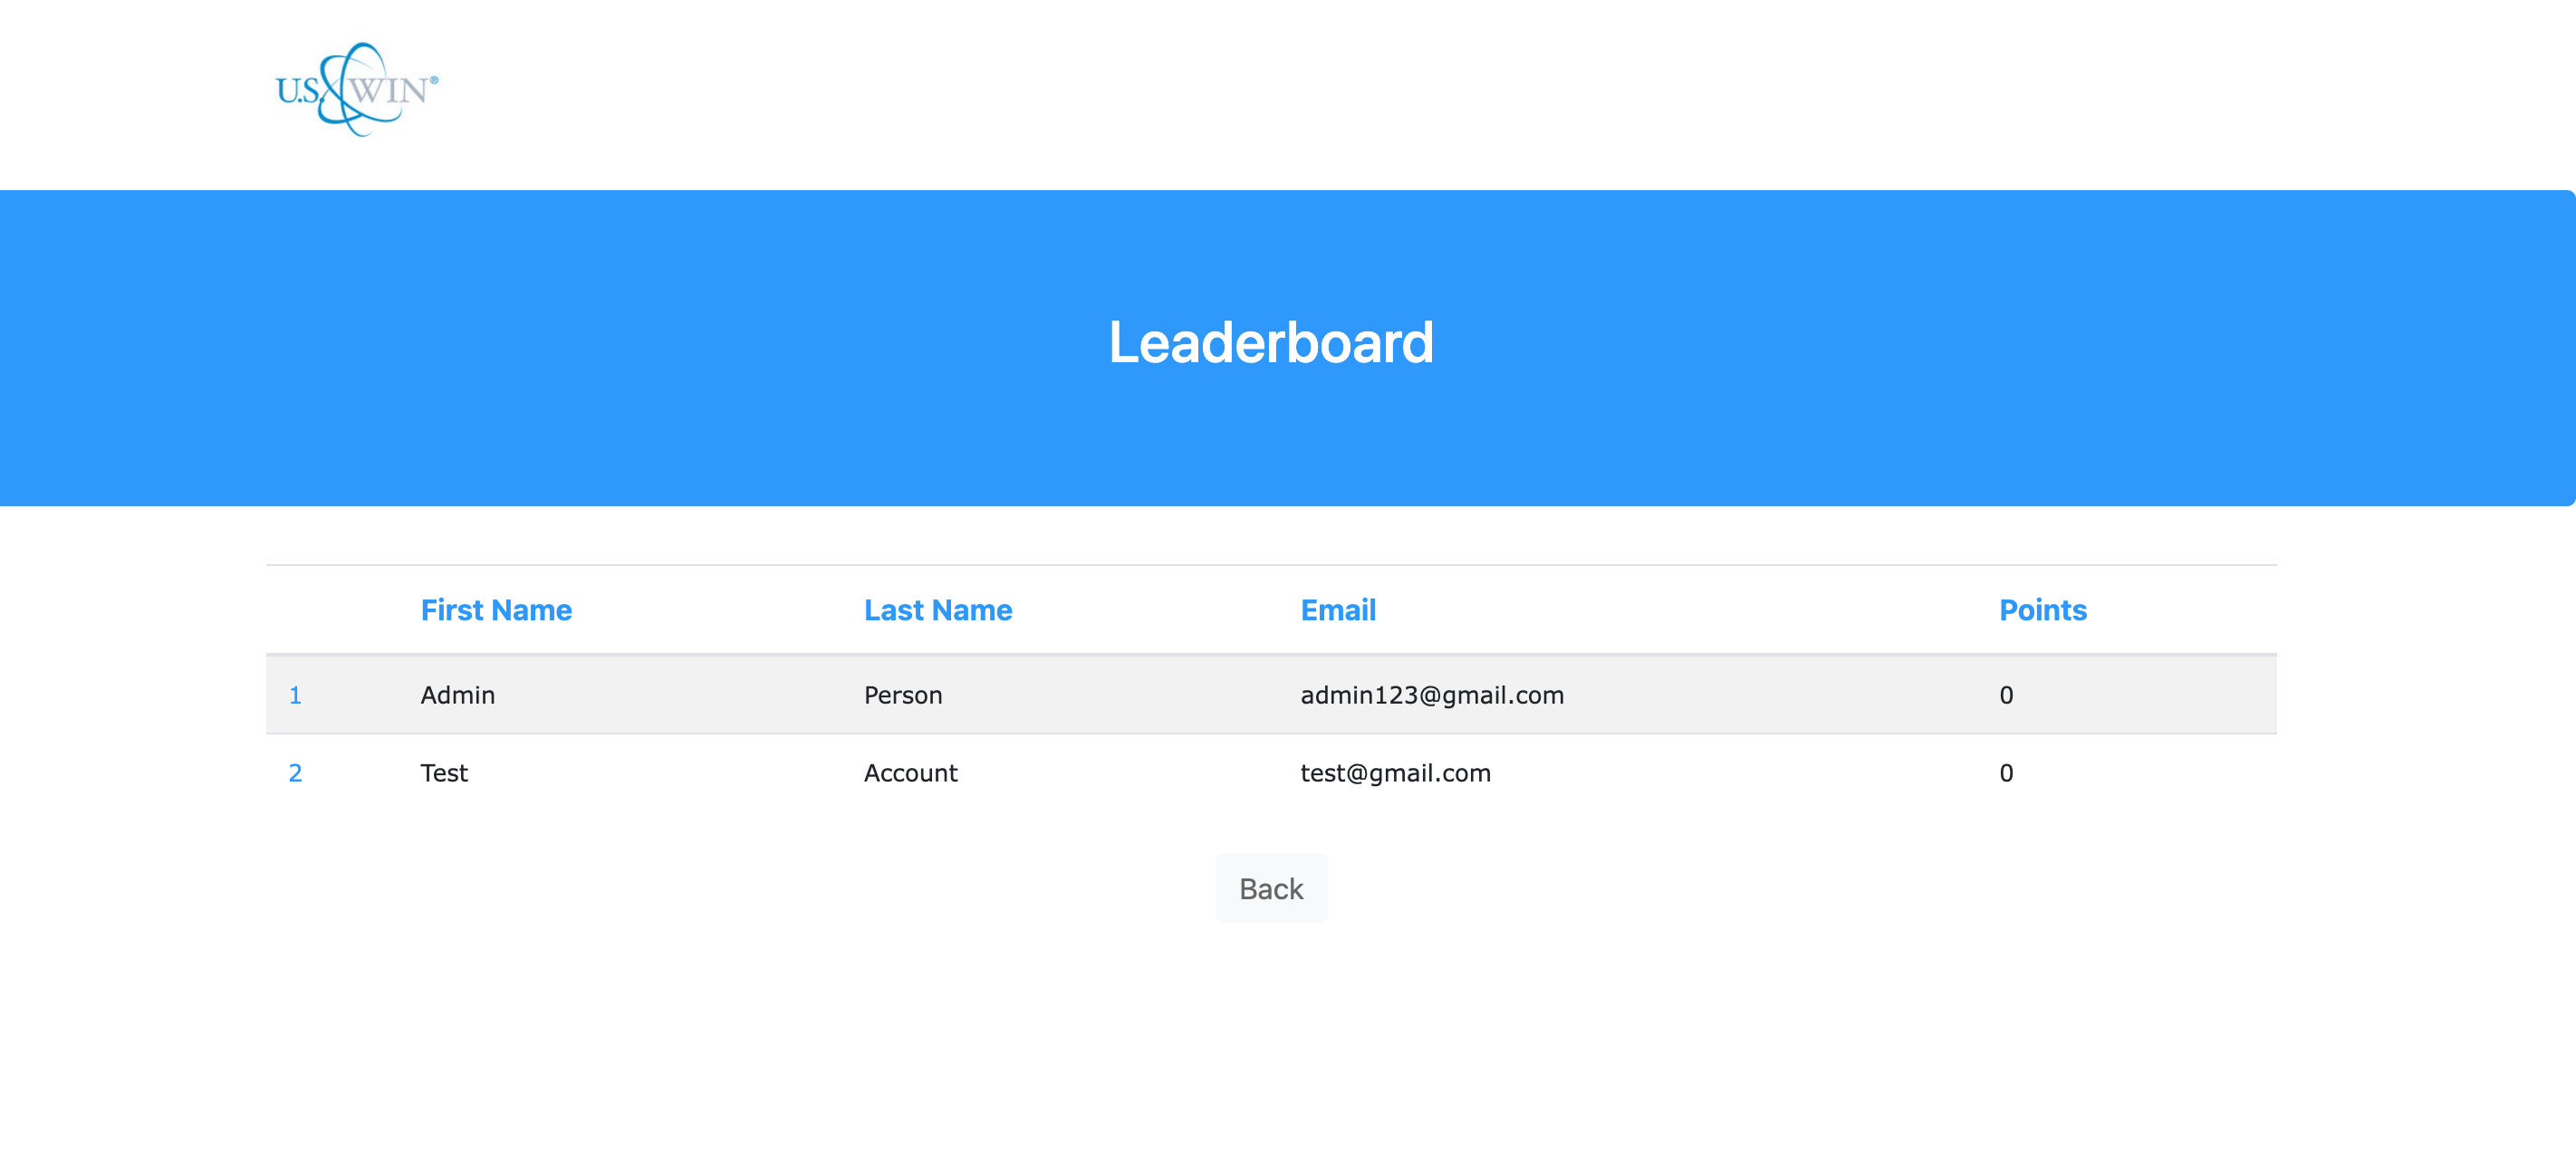 U.S. WIN®
Leaderboard
First Name Last Name Email Points
1 Admin Person admin123@gmail.com 0
2 Test Account test@gmail.com 0
Back